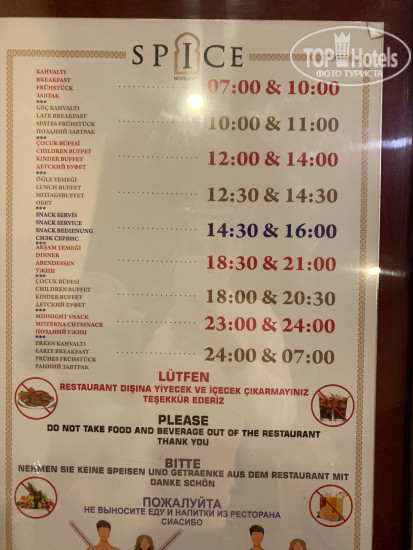 TOP Hotels
ФОТО ТУРИСТА
SPICE
KAHVALTI
BREAKFAST
FRÜHSTÜCK
ЗАВТАК
07:00 & 10:00
***
GEÇ KAHVALTI
LATE BREAKFAST
SPÄTES FRÜHSTÜCK
ПОЗДНИЙ ЗАВТРАК
10:00 & 11:00
***
ÇOCUK BÜFESİ
CHILDREN BUFFET
KINDER BUFFET
ДЕТСКИЙ БУФЕТ
12:00 & 14:00
***
ÖĞLE YEMEĞİ
LUNCH BUFFET
MITTAGSBUFFET
ОБЕТ
12:30 & 14:30
***
SNACK SERVİS
SNACK SERVICE
SNACK BEDIENUNG
СНЭК СЕРВИС
14:30 & 16:00
***
AKŞAM YEMEĞİ
DINNER
ABENDESSEN
УЖИН
18:30 & 21:00
***
ÇOCUK BÜFESİ
CHILDREN BUFFET
KINDER BUFFET
ДЕТСКИЙ БУФЕТ
18:00 & 20:30
***
MIDNIGHT SNACK
MITTERNACHTSSNACK
ПОЗДНИЙ УЖИН
23:00 & 24:00
***
ERKEN KAHVALTI
EARLY BREAKFAST
FRÜHES FRÜHSTÜCK
РАННИЙ ЗАВТРАК
24:00 & 07:00
LÜTFEN
RESTAURANT DIŞINA YİYECEK VE İÇECEK ÇIKARMAYINIZ
TEŞEKKÜR EDERİZ
PLEASE
DO NOT TAKE FOOD AND BEVERAGE OUT OF THE RESTAURANT
THANK YOU
BITTE
NEHMEN SIE KEINE SPEISEN UND GETRAENKE AUS DEM RESTAURANT MIT
DANKE SCHÖN
ПОЖАЛУЙТА
НЕ ВЫНОСИТЕ ЕДУ И НАПИТКИ ИЗ РЕСТОРАНА
СИАСИБО